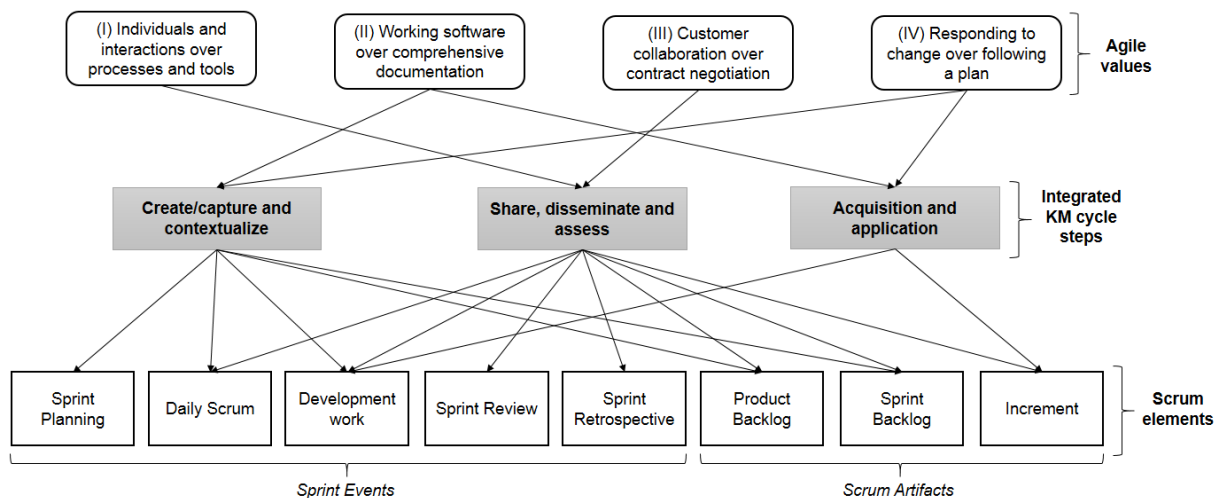 (I) Individuals and
interactions over
processes and tools
(II) Working software
over comprehensive
documentation
(III) Customer
collaboration over
contract negotiation
(IV) Responding to
change over following
a plan
Agile
values
Create/capture and
contextualize
Share, disseminate and
assess
Acquisition and
application
Integrated
KM cycle
steps
Sprint
Planning
Daily Scrum
Development
work
Sprint Review
Sprint
Retrospective
Product
Backlog
Sprint
Backlog
Increment
Scrum
elements
Sprint Events
Scrum Artifacts